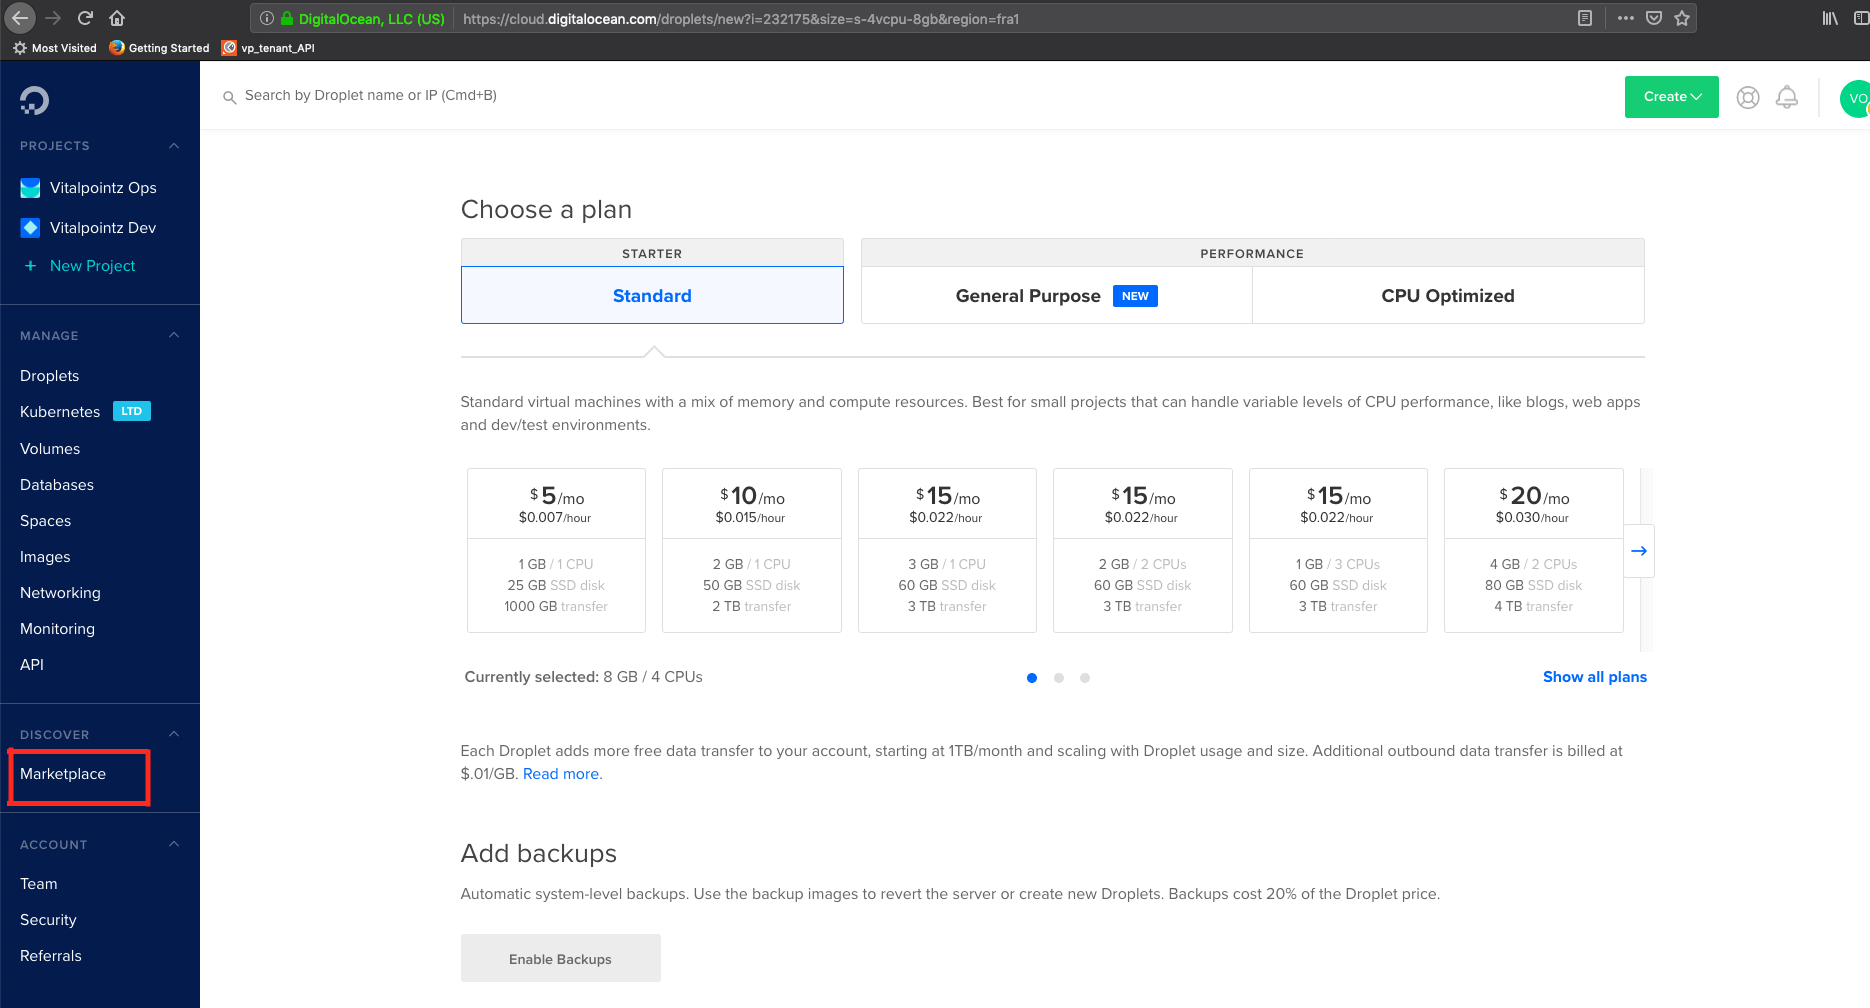 DigitalOcean, LLC (US)
https://cloud.digitalocean.com/droplets/new?i=232175&size=s-4vcpu-8gb&region=fra1
Most Visited
Getting Started
vp_tenant_API
Search by Droplet name or IP (Cmd+B)
Create
VO
PROJECTS
Vitalpointz Ops
Vitalpointz Dev
+ New Project
MANAGE
Droplets
Kubernetes LTD
Volumes
Databases
Spaces
Images
Networking
Monitoring
API
DISCOVER
Marketplace
ACCOUNT
Team
Security
Referrals
Choose a plan
STARTER
Standard
PERFORMANCE
General Purpose NEW
CPU Optimized
Standard virtual machines with a mix of memory and compute resources. Best for small projects that can handle variable levels of CPU performance, like blogs, web apps
and dev/test environments.
$ 5/mo
$0.007/hour
1 GB / 1 CPU
25 GB SSD disk
1000 GB transfer
$ 10/mo
$0.015/hour
2 GB / 1 CPU
50 GB SSD disk
2 TB transfer
$ 15/mo
$0.022/hour
3 GB / 1 CPU
60 GB SSD disk
3 TB transfer
$ 15/mo
$0.022/hour
2 GB / 2 CPUs
60 GB SSD disk
3 TB transfer
$ 15/mo
$0.022/hour
1 GB / 3 CPUs
60 GB SSD disk
3 TB transfer
$ 20/mo
$0.030/hour
4 GB / 2 CPUs
80 GB SSD disk
4 TB transfer
Currently selected: 8 GB / 4 CPUs
Show all plans
Each Droplet adds more free data transfer to your account, starting at 1TB/month and scaling with Droplet usage and size. Additional outbound data transfer is billed at
$.01/GB. Read more.
Add backups
Automatic system-level backups. Use the backup images to revert the server or create new Droplets. Backups cost 20% of the Droplet price.
Enable Backups